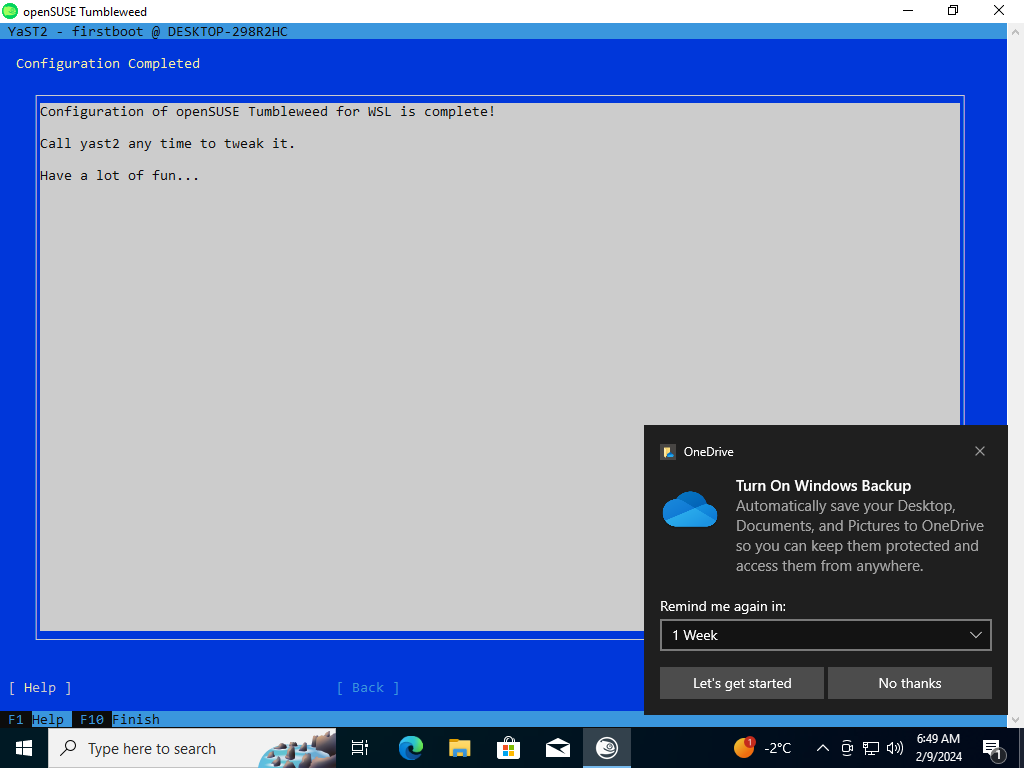 openSUSE Tumbleweed
YaST2 - firstboot @ DESKTOP-298R2HC
Configuration Completed
Configuration of openSUSE Tumbleweed for WSL is complete!
Call yast2 any time to tweak it.
Have a lot of fun...
OneDrive
Turn On Windows Backup
Automatically save your Desktop,
Documents, and Pictures to OneDrive
so you can keep them protected and
access them from anywhere.
Remind me again in:
1 Week
Let's get started
No thanks
[ Help ]
[ Back ]
F1 Help F10 Finish
Type here to search
1
-2°C
6:49 AM
2/9/2024
1